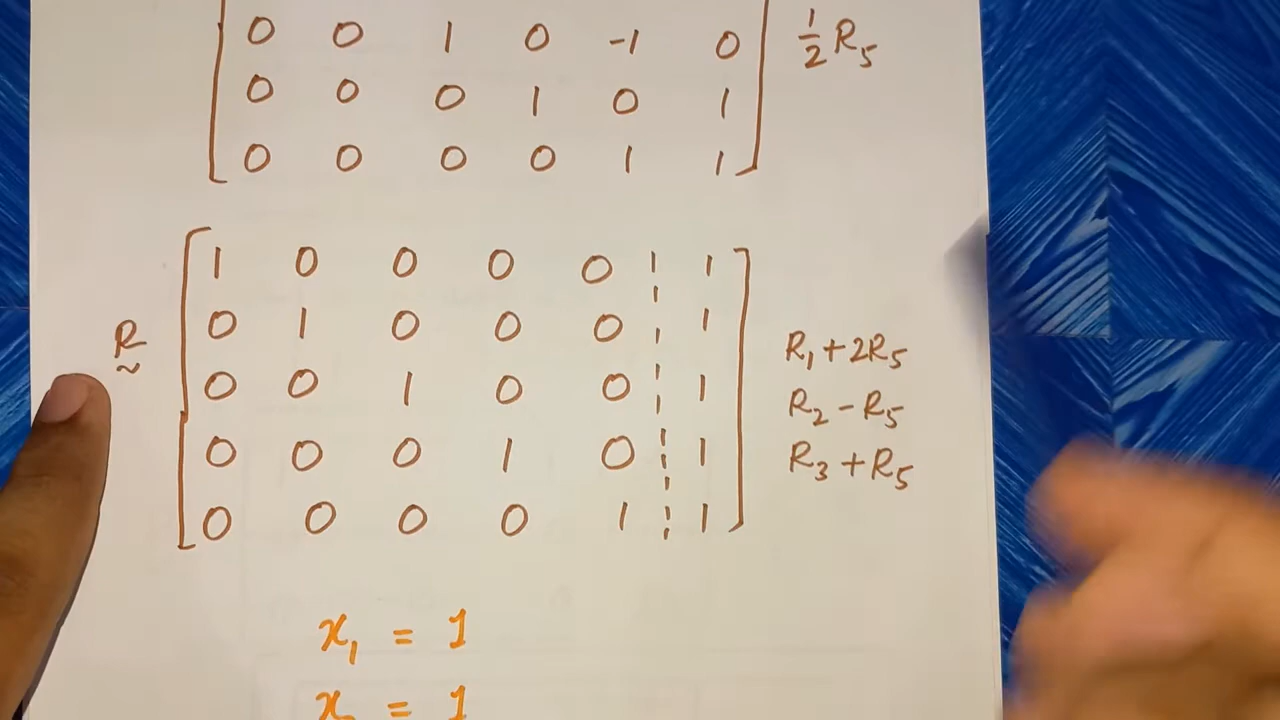 0 0 1 0 -1 0 ½R₅
0 0 0 1 0 1
0 0 0 0 1 1
1 0 0 0 0 1
0 1 0 0 0 1
R ~ 0 0 1 0 0 1 R₁+2R₅
0 0 0 1 0 1 R₂-R₅
0 0 0 0 1 1 R₃+R₅
x₁ = 1
x = 1